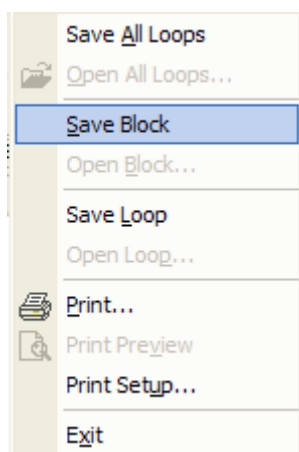 Save All Loops
Open All Loops...
Save Block
Open Block...
Save Loop
Open Loop...
Print...
Print Preview
Print Setup...
Exit